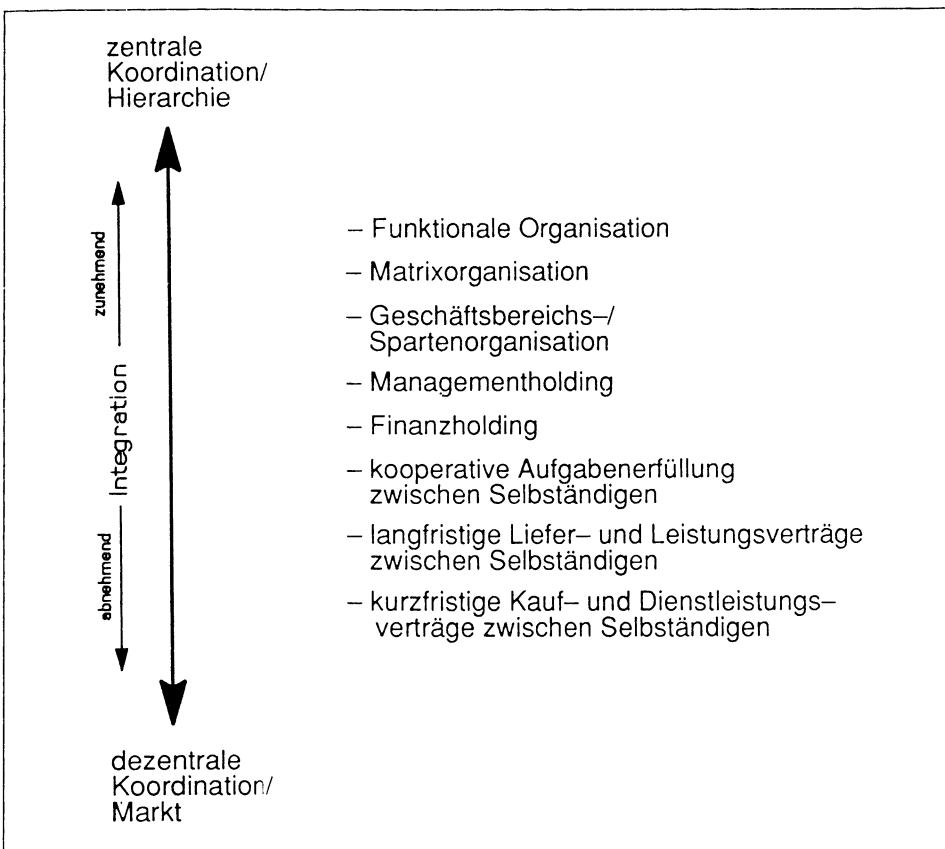 zentrale
Koordination/
Hierarchie
zunehmend
Integration
abnehmend
– Funktionale Organisation
– Matrixorganisation
– Geschäftsbereichs–/
Spartenorganisation
– Managementholding
– Finanzholding
– kooperative Aufgabenerfüllung
zwischen Selbständigen
– langfristige Liefer– und Leistungsverträge
zwischen Selbständigen
– kurzfristige Kauf– und Dienstleistungs–
verträge zwischen Selbständigen
dezentrale
Koordination/
Markt